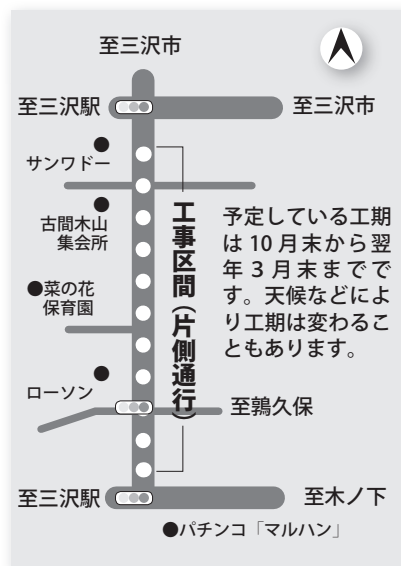 至三沢市
至三沢駅
至三沢市
●
サンワドー
●
古間木山
集会所
●菜の花
保育園
●
ローソン
工事区間（片側通行）
予定している工期
は 10 月末から翌
年 3 月末までで
す。天候などによ
り工期は変わるこ
ともあります。
至鶉久保
至三沢駅
至木ノ下
●パチンコ「マルハン」